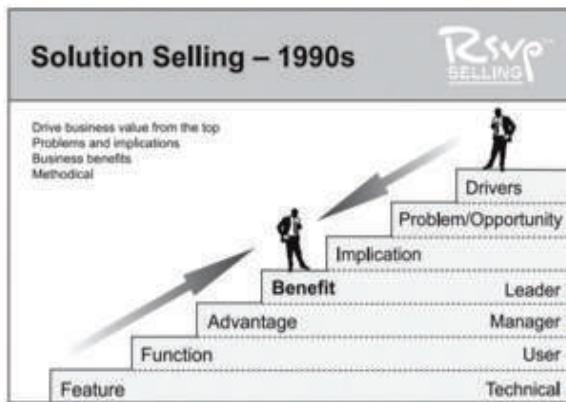 Solution Selling – 1990s
Rsvp
SELLING
Drive business value from the top
Problems and implications
Business benefits
Methodical
Drivers
Problem/Opportunity
Implication
Benefit Leader
Advantage Manager
Function User
Feature Technical